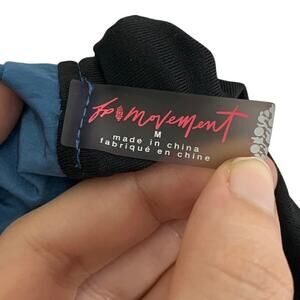 fp movement
M
made in china
fabriqué en chine